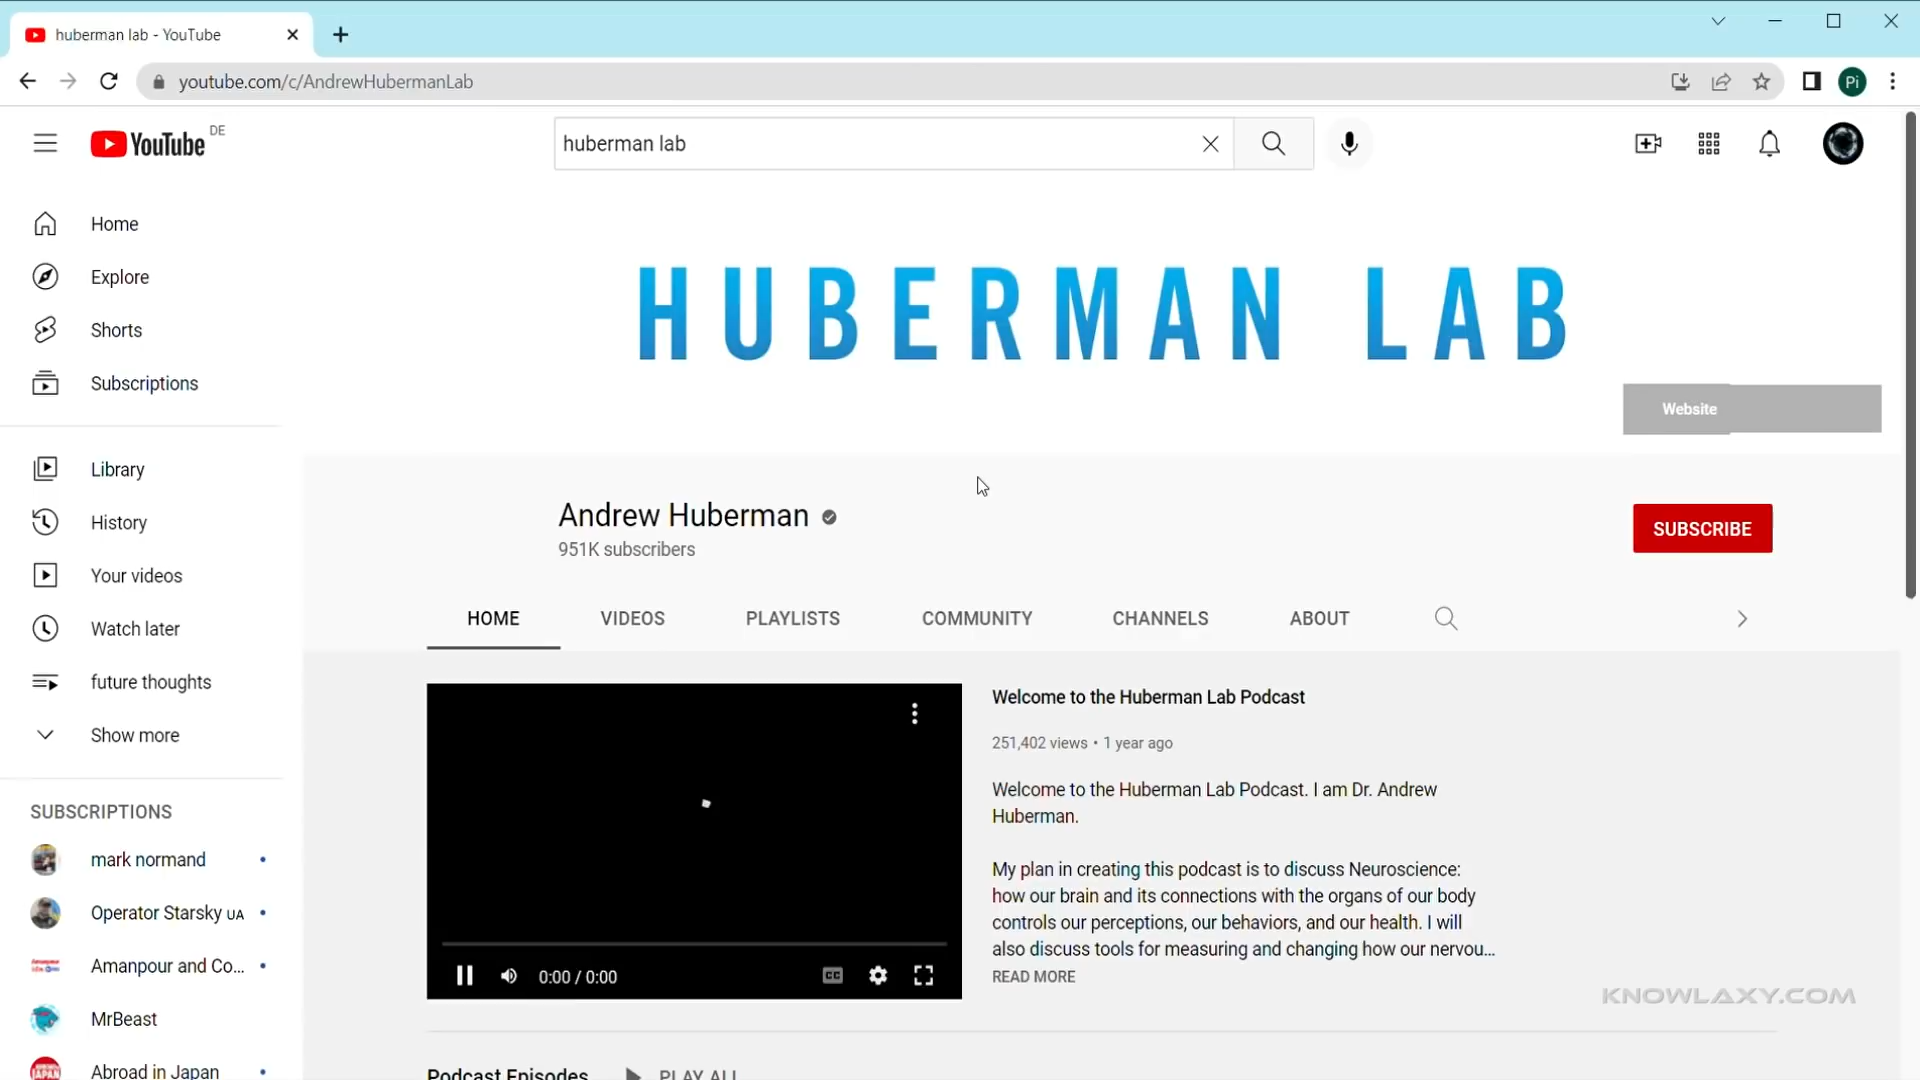 huberman lab - YouTube
youtube.com/c/AndrewHubermanLab
Pi
YouTube DE
huberman lab
Home
Explore
Shorts
Subscriptions
Library
History
Your videos
Watch later
future thoughts
Show more
SUBSCRIPTIONS
mark normand
Operator Starsky UA
Amanpour and Co...
MrBeast
Abroad in Japan
HUBERMAN LAB
Website
Andrew Huberman
951K subscribers
SUBSCRIBE
HOME VIDEOS PLAYLISTS COMMUNITY CHANNELS ABOUT
0:00 / 0:00
CC
Welcome to the Huberman Lab Podcast
251,402 views • 1 year ago
Welcome to the Huberman Lab Podcast. I am Dr. Andrew
Huberman.
My plan in creating this podcast is to discuss Neuroscience:
how our brain and its connections with the organs of our body
controls our perceptions, our behaviors, and our health. I will
also discuss tools for measuring and changing how our nervou...
READ MORE
KNOWLAXY.COM
Podcast Episodes PLAY ALL